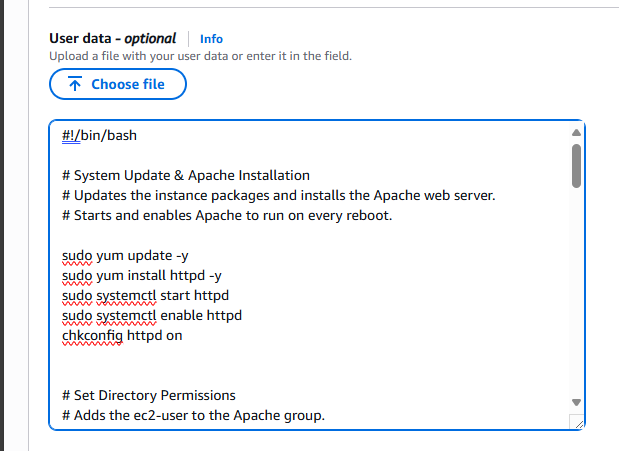 User data - optional Info
Upload a file with your user data or enter it in the field.
Choose file
#!/bin/bash
# System Update & Apache Installation
# Updates the instance packages and installs the Apache web server.
# Starts and enables Apache to run on every reboot.
sudo yum update -y
sudo yum install httpd -y
sudo systemctl start httpd
sudo systemctl enable httpd
chkconfig httpd on
# Set Directory Permissions
# Adds the ec2-user to the Apache group.